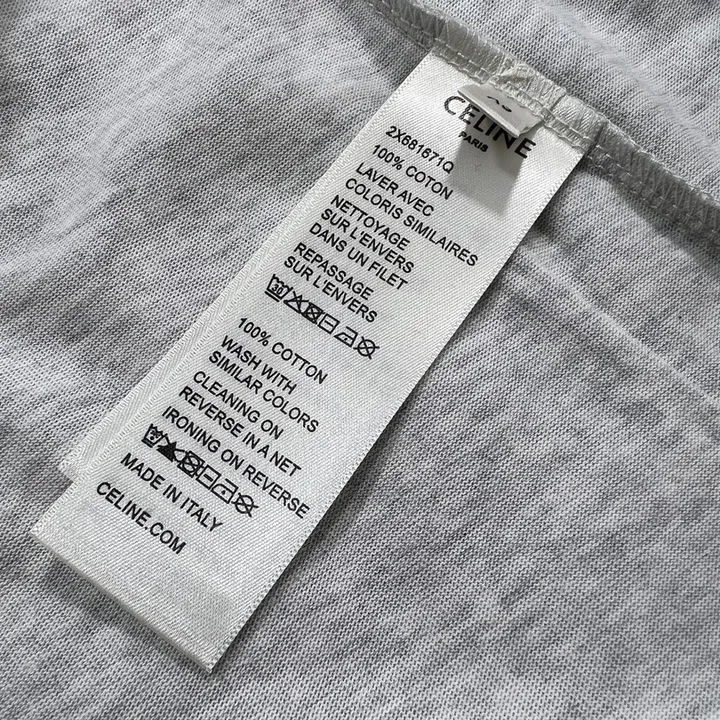 CELINE
PARIS
2X681671Q
100% COTON
LAVER AVEC
COLORIS SIMILAIRES
NETTOYAGE
SUR L'ENVERS
DANS UN FILET
REPASSAGE
SUR L'ENVERS
30
100% COTTON
WASH WITH
SIMILAR COLORS
CLEANING ON
REVERSE IN A NET
IRONING ON REVERSE
MADE IN ITALY
CELINE.COM